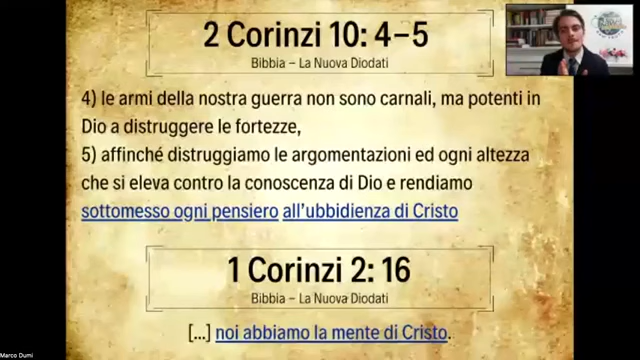 2 Corinzi 10: 4–5
Bibbia – La Nuova Diodati
4) le armi della nostra guerra non sono carnali, ma potenti in
Dio a distruggere le fortezze,
5) affinché distruggiamo le argomentazioni ed ogni altezza
che si eleva contro la conoscenza di Dio e rendiamo
sottomesso ogni pensiero all'ubbidienza di Cristo
1 Corinzi 2: 16
Bibbia – La Nuova Diodati
[...] noi abbiamo la mente di Cristo.
Marco Dumi